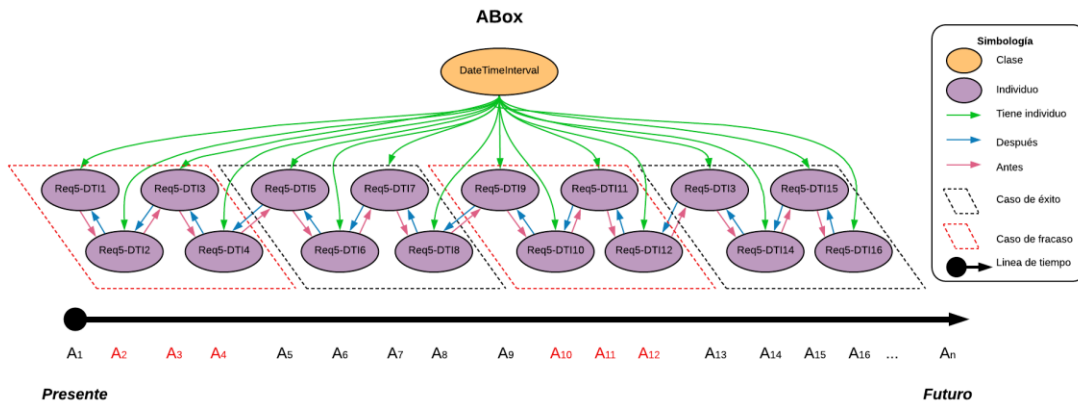 ABox
DateTimeInterval
Req5-DTI1
Req5-DTI3
Req5-DTI5
Req5-DTI7
Req5-DTI9
Req5-DTI11
Req5-DTI3
Req5-DTI15
Req5-DTI2
Req5-DTI4
Req5-DTI6
Req5-DTI8
Req5-DTI10
Req5-DTI12
Req5-DTI14
Req5-DTI16
A1 A2 A3 A4 A5 A6 A7 A8 A9 A10 A11 A12 A13 A14 A15 A16 ... An
Presente
Futuro
Simbología
Clase
Individuo
Tiene individuo
Después
Antes
Caso de éxito
Caso de fracaso
Linea de tiempo